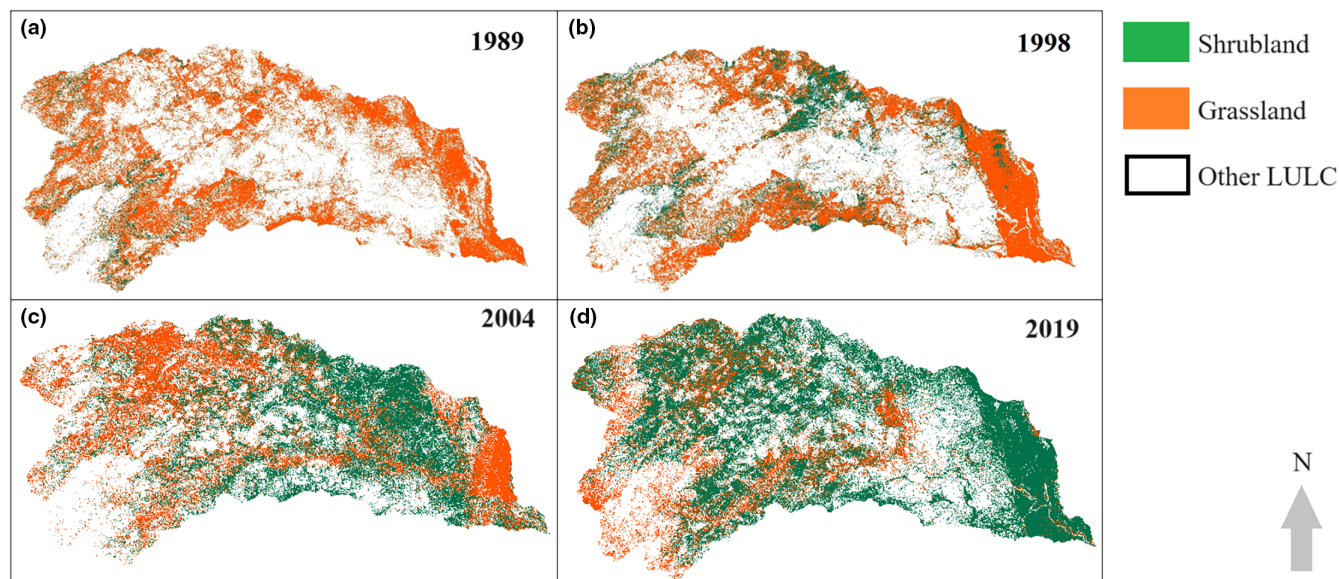 (a)
1989
(b)
1998
(c)
2004
(d)
2019
Shrubland
Grassland
Other LULC
N